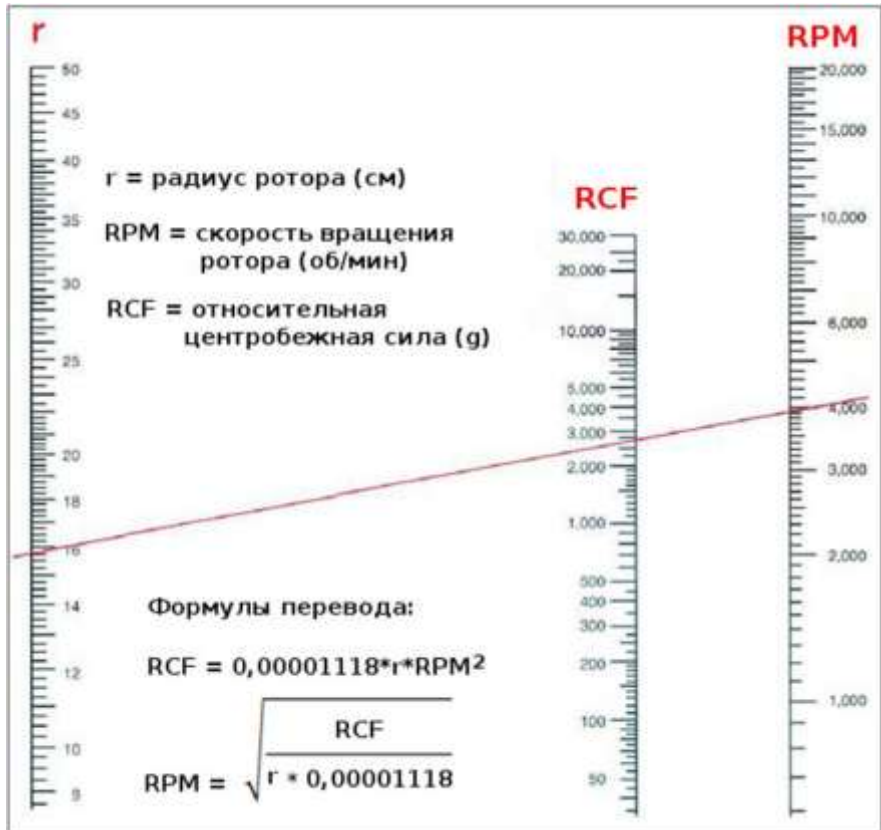 r
RPM
RCF
r = радиус ротора (см)
RPM = скорость вращения
ротора (об/мин)
RCF = относительная
центробежная сила (g)
50
45
40
35
30
25
20
18
16
14
12
10
9
30,000
20,000
10,000
5,000
4,000
3,000
2,000
1,000
500
400
300
200
100
50
20,000
15,000
10,000
6,000
4,000
3,000
2,000
1,000
Формулы перевода:
RCF = 0,00001118*r*RPM²
RPM = √ RCF
r * 0,00001118